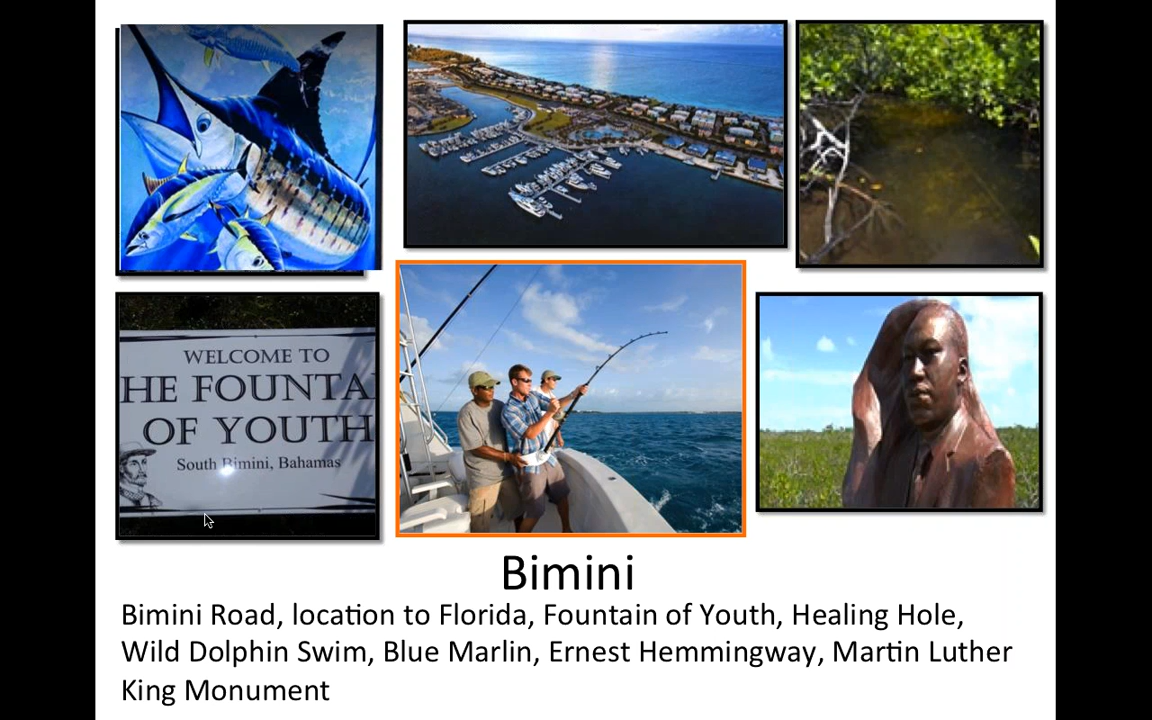 WELCOME TO
HE FOUNTA
OF YOUTH
South Bimini, Bahamas
Bimini
Bimini Road, location to Florida, Fountain of Youth, Healing Hole,
Wild Dolphin Swim, Blue Marlin, Ernest Hemmingway, Martin Luther
King Monument